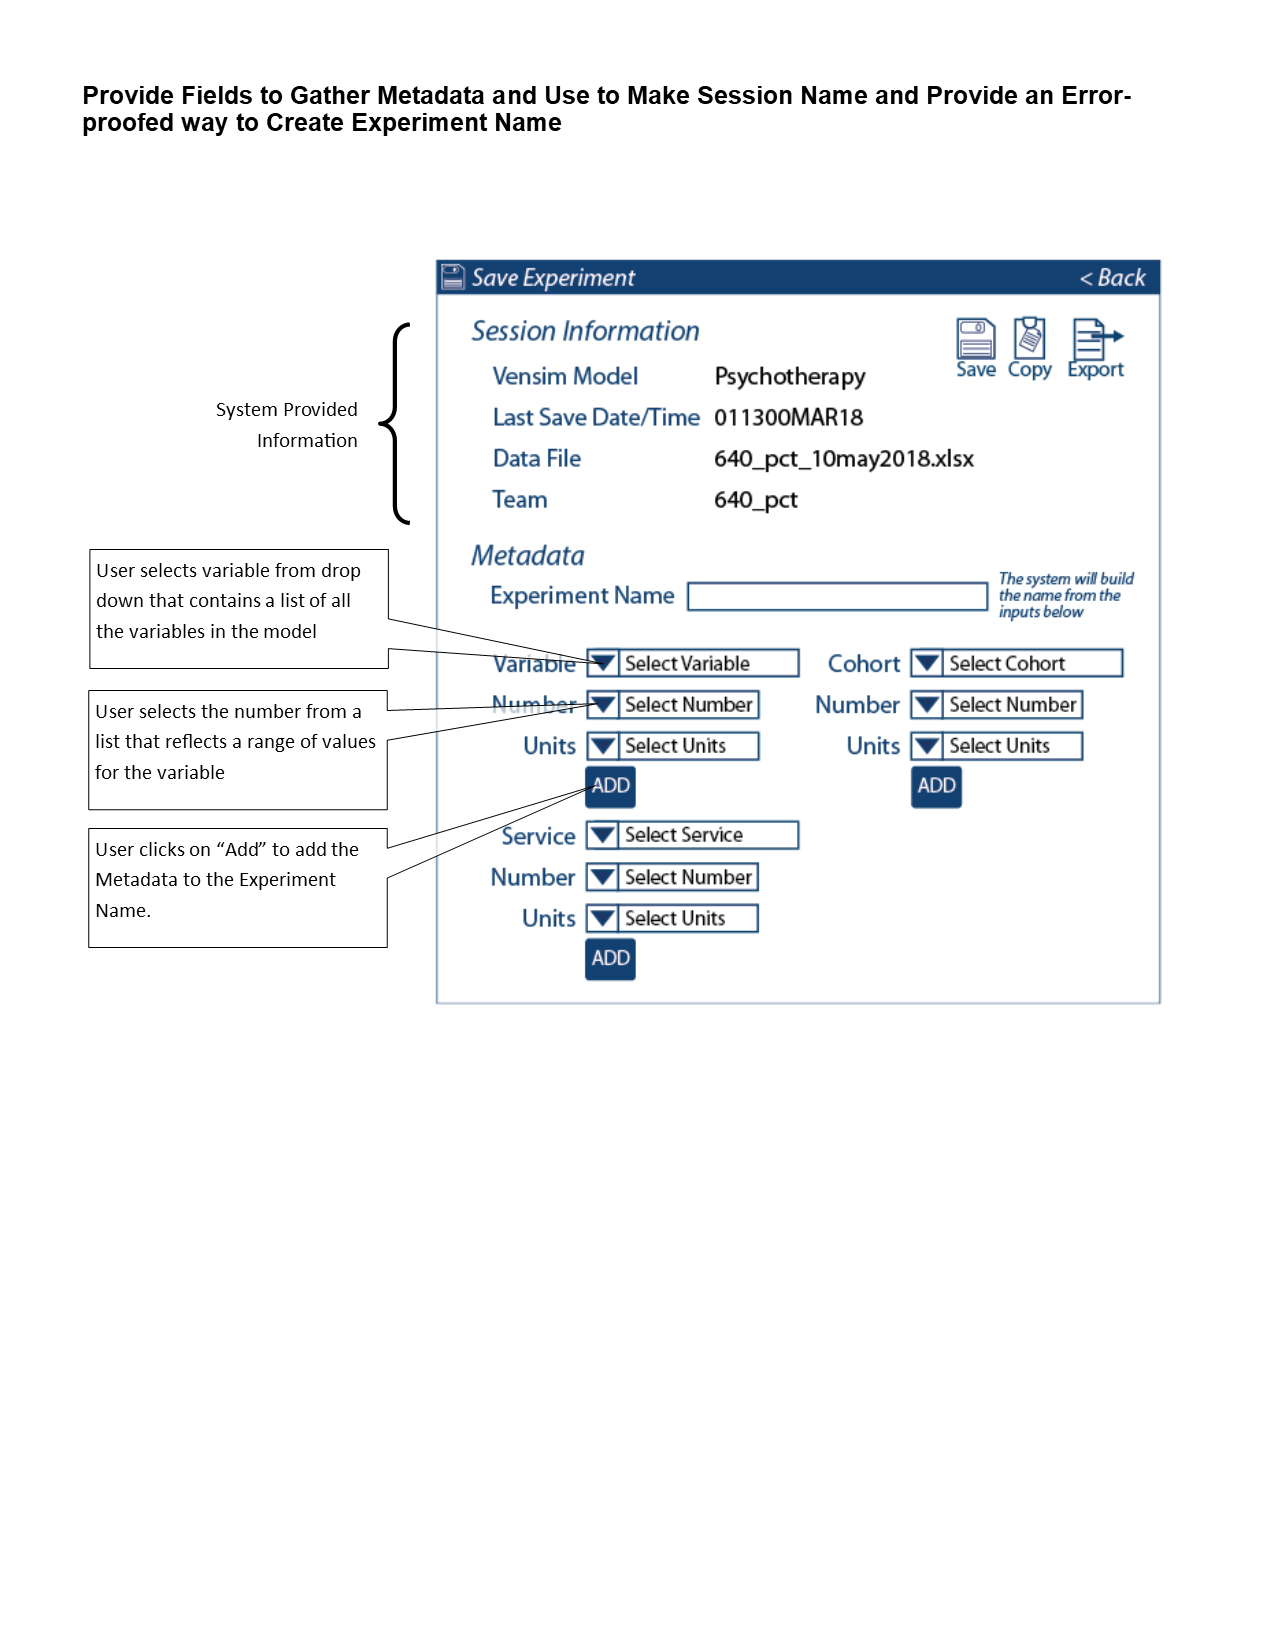 Provide Fields to Gather Metadata and Use to Make Session Name and Provide an Error-
proofed way to Create Experiment Name
Save Experiment
< Back
System Provided
Information
Session Information
Save Copy Export
Vensim Model Psychotherapy
Last Save Date/Time 011300MAR18
Data File 640_pct_10may2018.xlsx
Team 640_pct
Metadata
Experiment Name
The system will build
the name from the
inputs below
User selects variable from drop
down that contains a list of all
the variables in the model
User selects the number from a
list that reflects a range of values
for the variable
User clicks on “Add” to add the
Metadata to the Experiment
Name.
Variable Select Variable
Number Select Number
Units Select Units
ADD
Cohort Select Cohort
Number Select Number
Units Select Units
ADD
Service Select Service
Number Select Number
Units Select Units
ADD